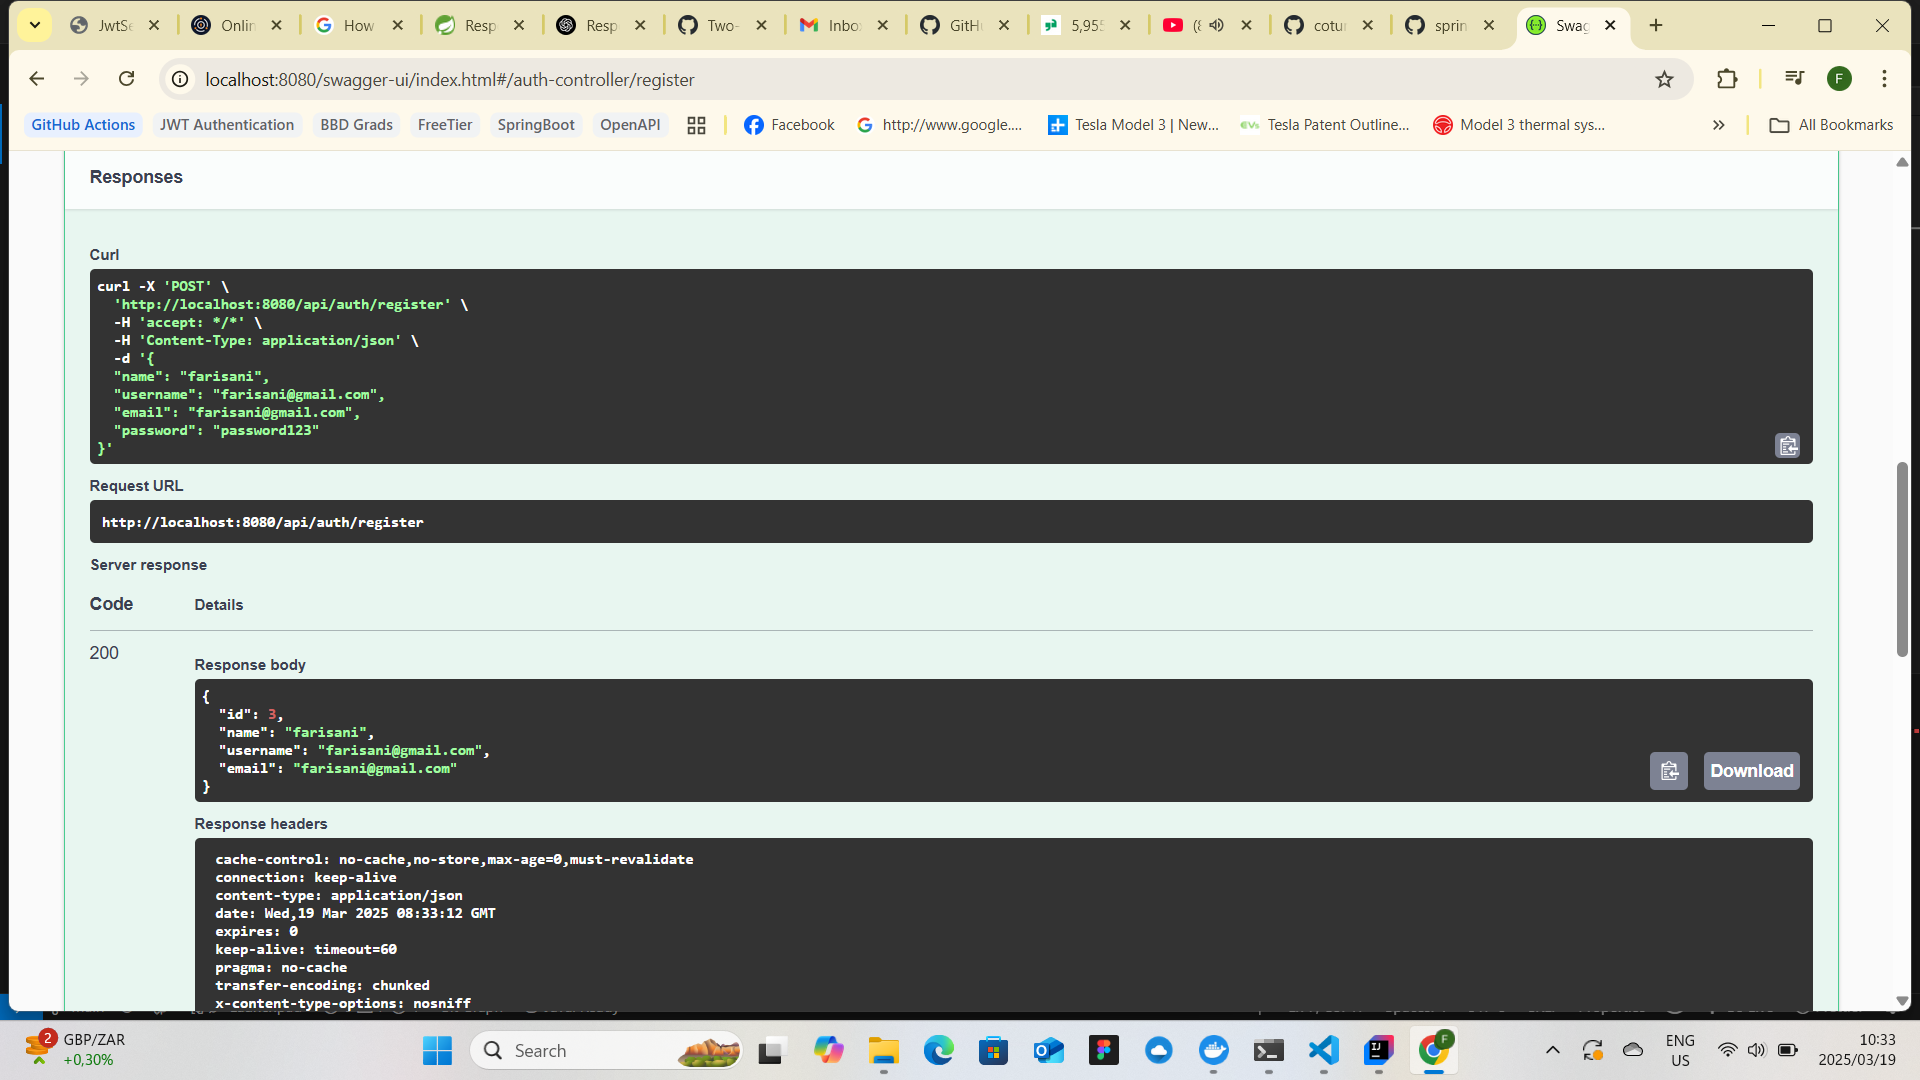 JwtSe
Onlin
How
Resp
Resp
Two-
Inbo
GitH
5,955
(8
cotu
sprin
Swag
localhost:8080/swagger-ui/index.html#/auth-controller/register
F
GitHub Actions
JWT Authentication
BBD Grads
FreeTier
SpringBoot
OpenAPI
Facebook
http://www.google....
Tesla Model 3 | New...
Tesla Patent Outline...
Model 3 thermal sys...
All Bookmarks
Responses
Curl
curl -X 'POST' \
'http://localhost:8080/api/auth/register' \
-H 'accept: */*' \
-H 'Content-Type: application/json' \
-d '{
"name": "farisani",
"username": "farisani@gmail.com",
"email": "farisani@gmail.com",
"password": "password123"
}'
Request URL
http://localhost:8080/api/auth/register
Server response
Code Details
200
Response body
{
"id": 3,
"name": "farisani",
"username": "farisani@gmail.com",
"email": "farisani@gmail.com"
}
Download
Response headers
cache-control: no-cache,no-store,max-age=0,must-revalidate
connection: keep-alive
content-type: application/json
date: Wed,19 Mar 2025 08:33:12 GMT
expires: 0
keep-alive: timeout=60
pragma: no-cache
transfer-encoding: chunked
x-content-type-options: nosniff
2
GBP/ZAR
+0,30%
Search
F
ENG
US
10:33
2025/03/19